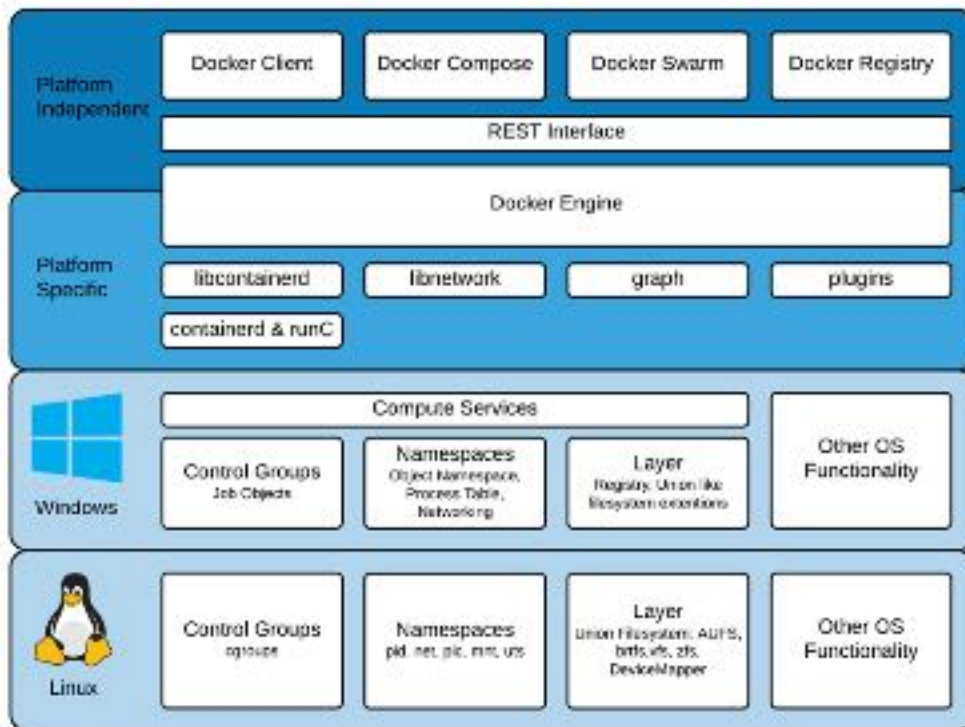 Platform
Independent
Docker Client
Docker Compose
Docker Swarm
Docker Registry
REST Interface
Docker Engine
Platform
Specific
libcontainerd
libnetwork
graph
plugins
containerd & runC
Windows
Compute Services
Control Groups
Job Objects
Namespaces
Object Namespace,
Process Table,
Networking
Layer
Registry, Union like
filesystem extentions
Other OS
Functionality
Linux
Control Groups
cgroups
Namespaces
pid, net, pic, mnt, uts
Layer
Union Filesystem: AUFS,
btrfs,vfs, zfs,
DeviceMapper
Other OS
Functionality